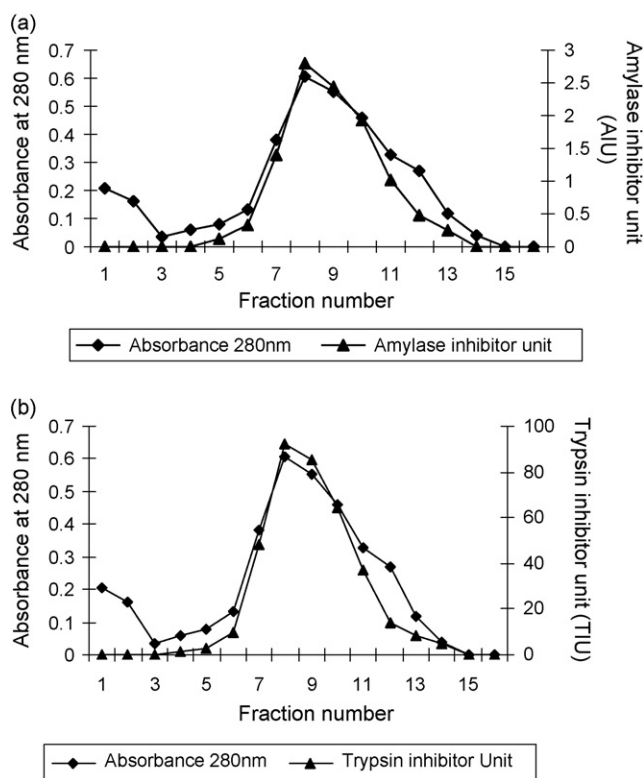 (a)
Absorbance at 280 nm
0.7
0.6
0.5
0.4
0.3
0.2
0.1
0
3
2.5
2
1.5
1
0.5
0
Amylase inhibitor unit
(AIU)
1 3 5 7 9 11 13 15
Fraction number
Absorbance 280nm Amylase inhibitor unit
(b)
Absorbance at 280 nm
0.7
0.6
0.5
0.4
0.3
0.2
0.1
0
100
80
60
40
20
0
Trypsin inhibitor unit (TIU)
1 3 5 7 9 11 13 15
Fraction number
Absorbance 280nm Trypsin inhibitor Unit